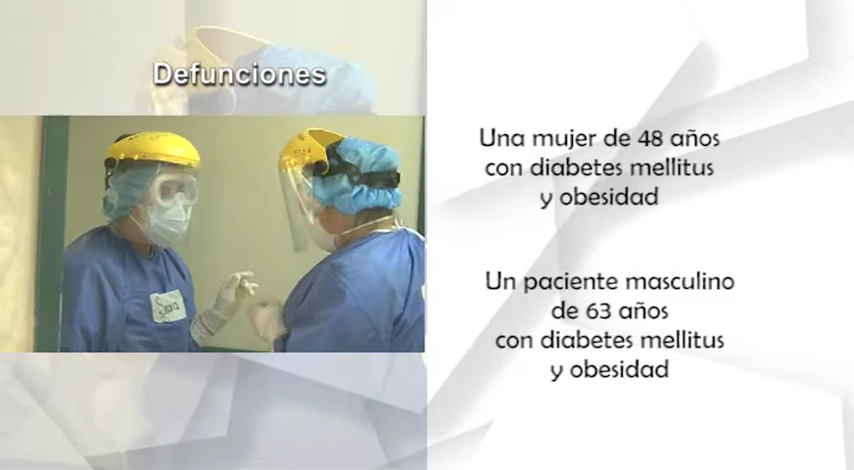 Defunciones
Sonia
Una mujer de 48 años
con diabetes mellitus
y obesidad
Un paciente masculino
de 63 años
con diabetes mellitus
y obesidad